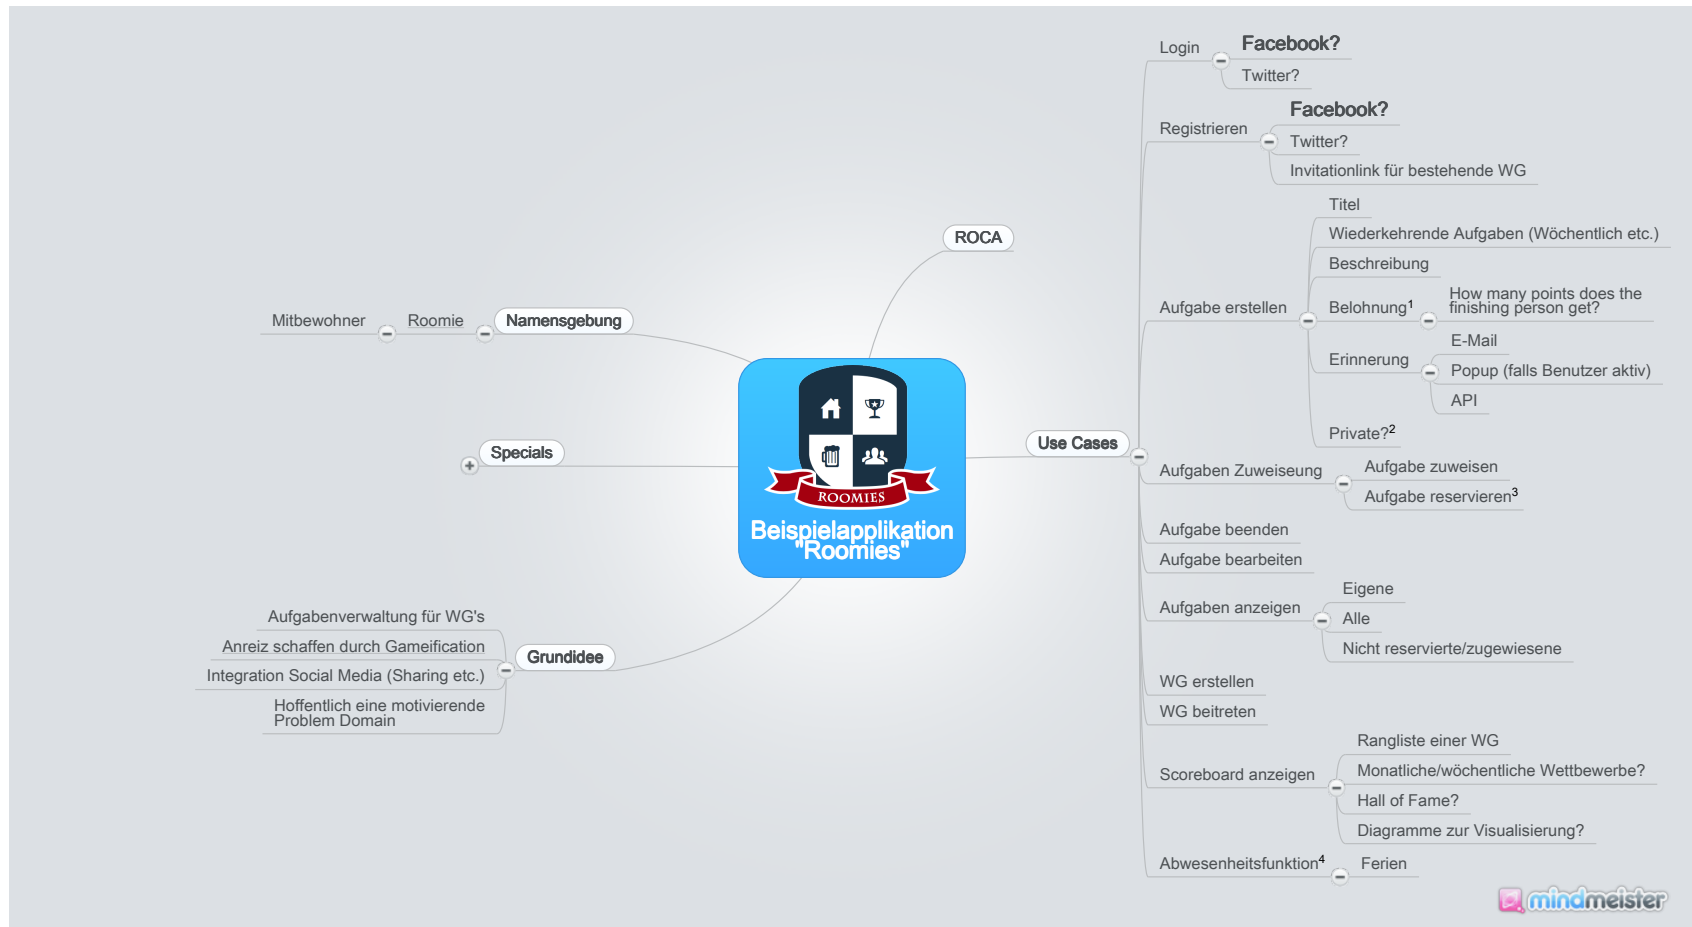 Login
Facebook?
Twitter?
Registrieren
Facebook?
Twitter?
Invitationlink für bestehende WG
Aufgabe erstellen
Titel
Wiederkehrende Aufgaben (Wöchentlich etc.)
Beschreibung
Belohnung¹
How many points does the
finishing person get?
Erinnerung
E-Mail
Popup (falls Benutzer aktiv)
API
Private?²
Aufgaben Zuweiseung
Aufgabe zuweisen
Aufgabe reservieren³
Aufgabe beenden
Aufgabe bearbeiten
Aufgaben anzeigen
Eigene
Alle
Nicht reservierte/zugewiesene
WG erstellen
WG beitreten
Scoreboard anzeigen
Rangliste einer WG
Monatliche/wöchentliche Wettbewerbe?
Hall of Fame?
Diagramme zur Visualisierung?
Abwesenheitsfunktion⁴
Ferien
Use Cases
ROCA
Namensgebung
Roomie
Mitbewohner
Specials
ROOMIES
Beispielapplikation
"Roomies"
Grundidee
Aufgabenverwaltung für WG's
Anreiz schaffen durch Gameification
Integration Social Media (Sharing etc.)
Hoffentlich eine motivierende
Problem Domain
mindmeister